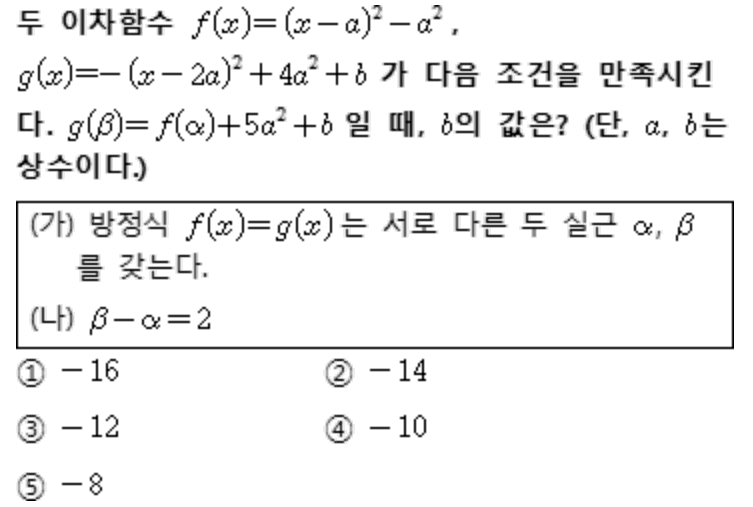 두 이차함수 f(x)=(x-a)²-a²,
g(x)=-(x-2a)²+4a²+b 가 다음 조건을 만족시킨
다. g(β)=f(α)+5a²+b 일 때, b의 값은? (단, a, b는
상수이다.)
(가) 방정식 f(x)=g(x)는 서로 다른 두 실근 α, β
를 갖는다.
(나) β-α=2
① -16 ② -14
③ -12 ④ -10
⑤ -8